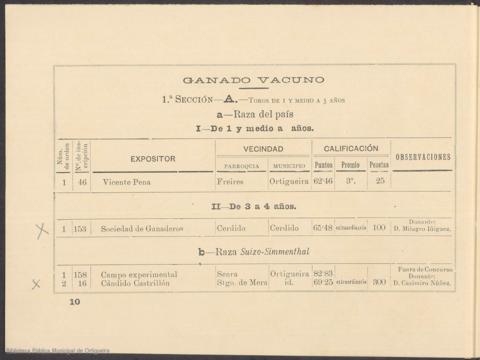 GANADO VACUNO
1.ª SECCIÓN—A.—TOROS DE 1 Y MEDIO A 3 AÑOS
a—Raza del país
I—De 1 y medio a años.
Núm. de orden Nº. de inscripción EXPOSITOR VECINDAD CALIFICACIÓN OBSERVACIONES
PARROQUIA MUNICIPIO Puntos Premio Pesetas
1 46 Vicente Pena Freires Ortigueira 62'46 3º. 25
II—De 3 a 4 años.
X 1 153 Sociedad de Ganaderos Cerdido Cerdido 65'48 extraordinario 100 Donante: D. Milagro Iñiguez.
b—Raza Suizo-Simmenthal
1 158 Campo experimental Senra Ortigueira 82'83 Fuera de Concurso
X 2 16 Cándido Castrillón Stgo. de Mera id. 69'25 extraordinario 300 Donante: D. Casimiro Núñez.
10
Biblioteca Pública Municipal de Ortigueira